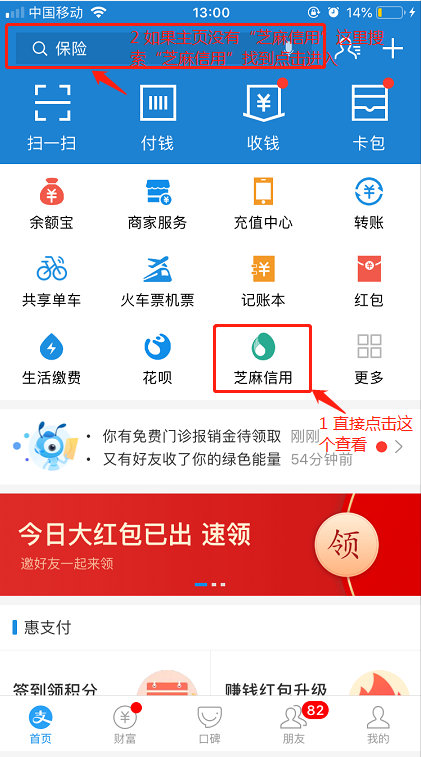 中国移动
13:00
14%
保险
2 如果主页没有“芝麻信用”这里搜
索“芝麻信用”找到点击进入
扫一扫
付钱
收钱
卡包
余额宝
商家服务
充值中心
转账
共享单车
火车票机票
记账本
红包
生活缴费
花呗
芝麻信用
更多
1 直接点击这
个查看
· 你有免费门诊报销金待领取 刚刚
· 又有好友收了你的绿色能量 54分钟前
今日大红包已出 速领
邀好友一起来领
领
惠支付
签到领积分
赚钱红包升级
首页
财富
口碑
82
朋友
我的